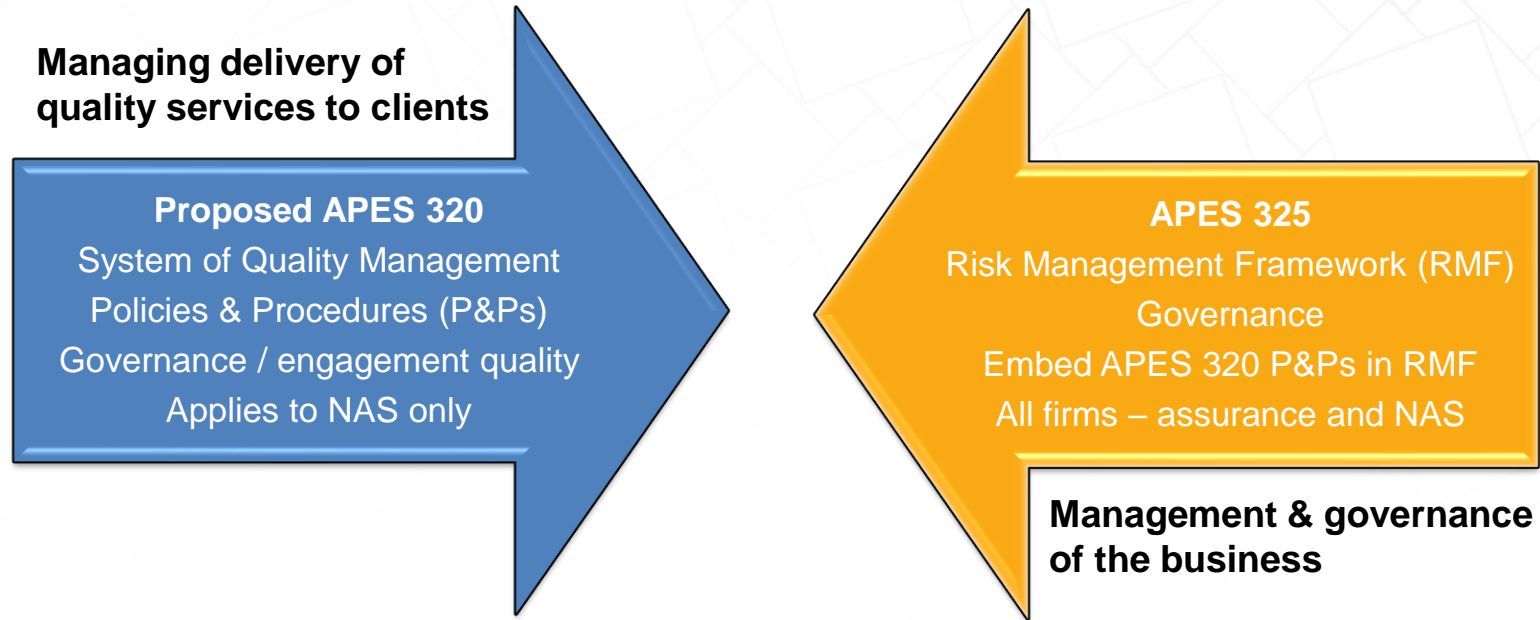 Managing delivery of
quality services to clients
Proposed APES 320
System of Quality Management
Policies & Procedures (P&Ps)
Governance / engagement quality
Applies to NAS only
APES 325
Risk Management Framework (RMF)
Governance
Embed APES 320 P&Ps in RMF
All firms – assurance and NAS
Management & governance
of the business